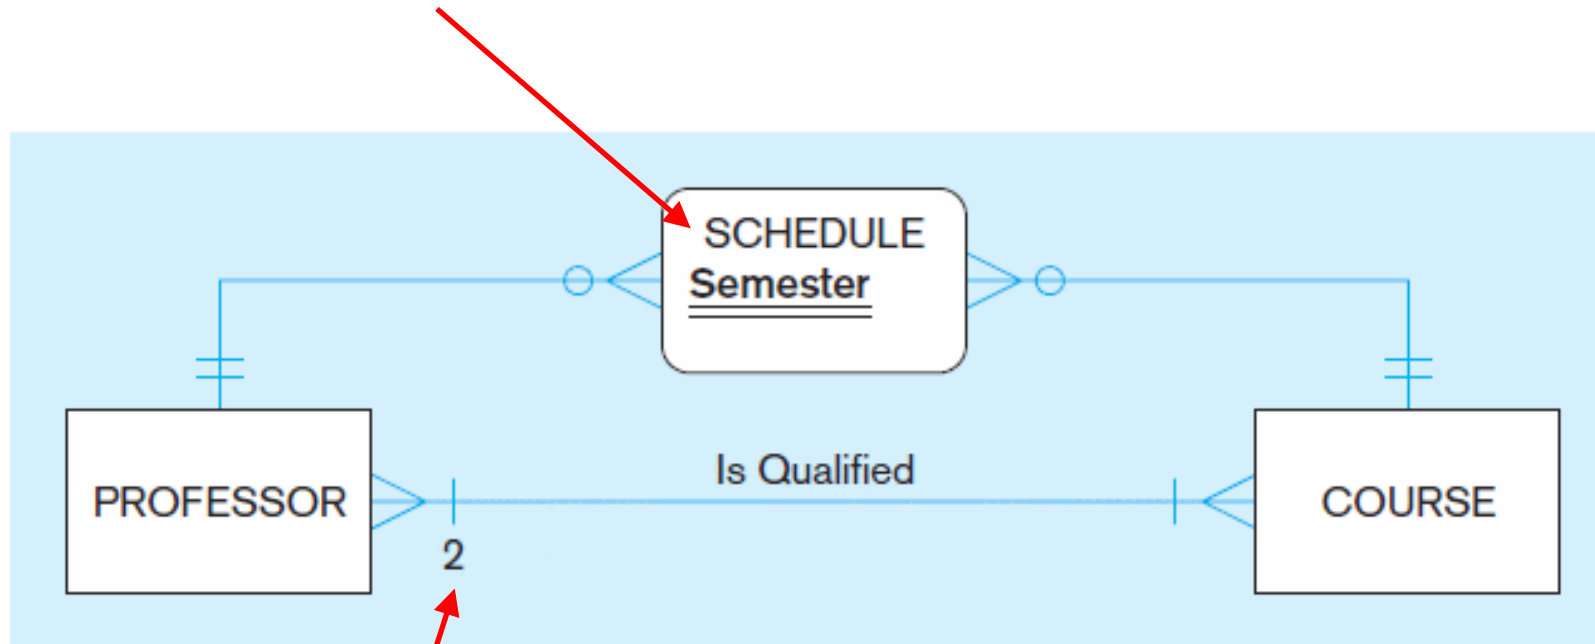 SCHEDULE
Semester
Is Qualified
PROFESSOR
COURSE
2